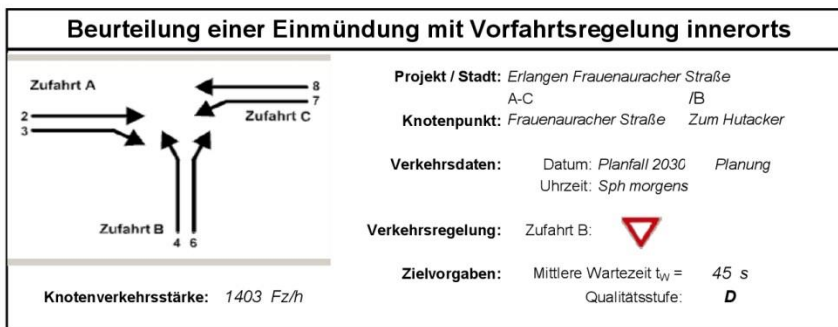 Beurteilung einer Einmündung mit Vorfahrtsregelung innerorts
Zufahrt A
8
7
Zufahrt C
2
3
Zufahrt B
4 6
Knotenverkehrsstärke: 1403 Fz/h
Projekt / Stadt: Erlangen Frauenauracher Straße
A-C /B
Knotenpunkt: Frauenauracher Straße Zum Hutacker
Verkehrsdaten: Datum: Planfall 2030 Planung
Uhrzeit: Sph morgens
Verkehrsregelung: Zufahrt B:
Zielvorgaben: Mittlere Wartezeit tW = 45 s
Qualitätsstufe: D